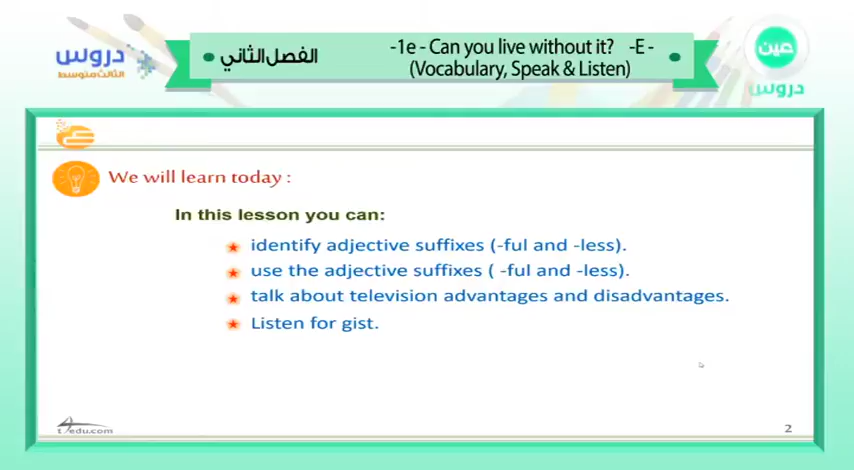 دروس
الثالث متوسط
الفصل الثاني
-1e - Can you live without it? -E -
(Vocabulary, Speak & Listen)
عين
دروس
We will learn today :
In this lesson you can:
identify adjective suffixes (-ful and -less).
use the adjective suffixes ( -ful and -less).
talk about television advantages and disadvantages.
Listen for gist.
t4edu.com
2